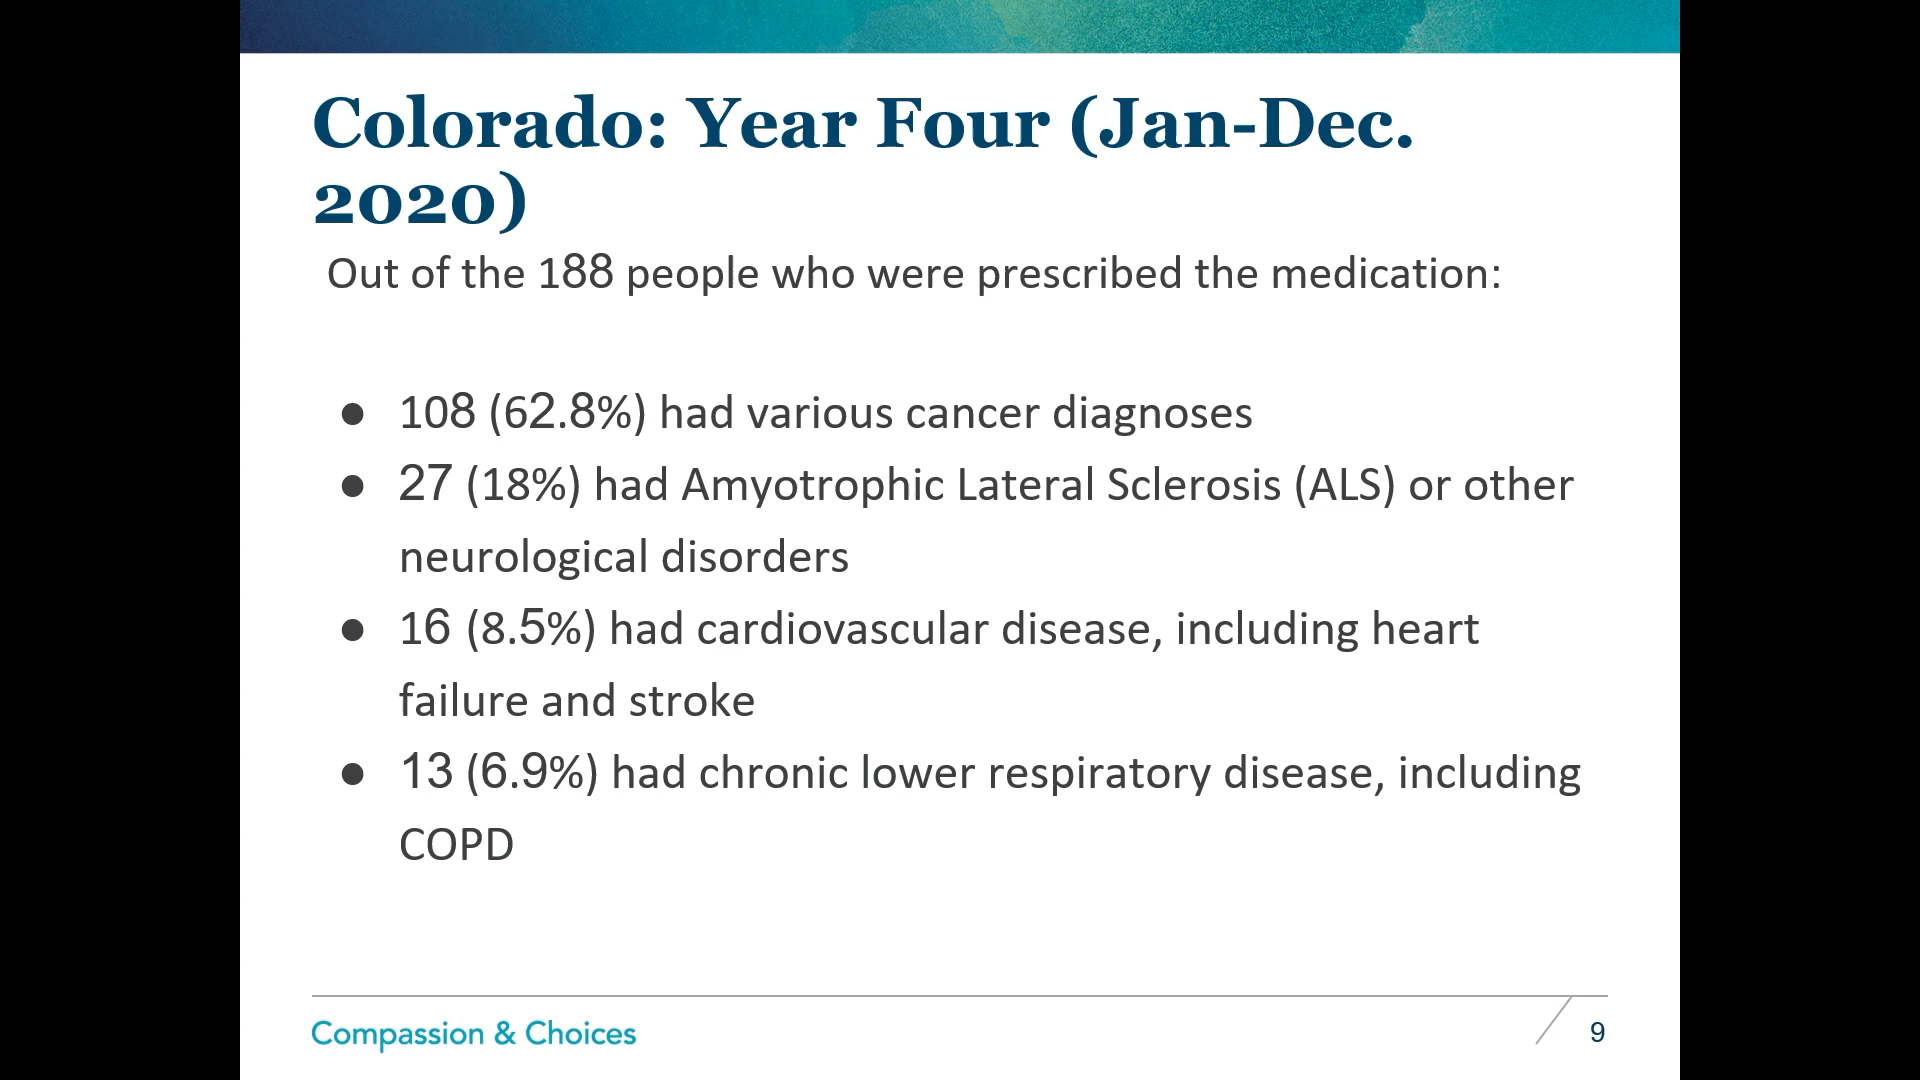 Colorado: Year Four (Jan-Dec.
2020)
Out of the 188 people who were prescribed the medication:
● 108 (62.8%) had various cancer diagnoses
● 27 (18%) had Amyotrophic Lateral Sclerosis (ALS) or other
neurological disorders
● 16 (8.5%) had cardiovascular disease, including heart
failure and stroke
● 13 (6.9%) had chronic lower respiratory disease, including
COPD
Compassion & Choices
9